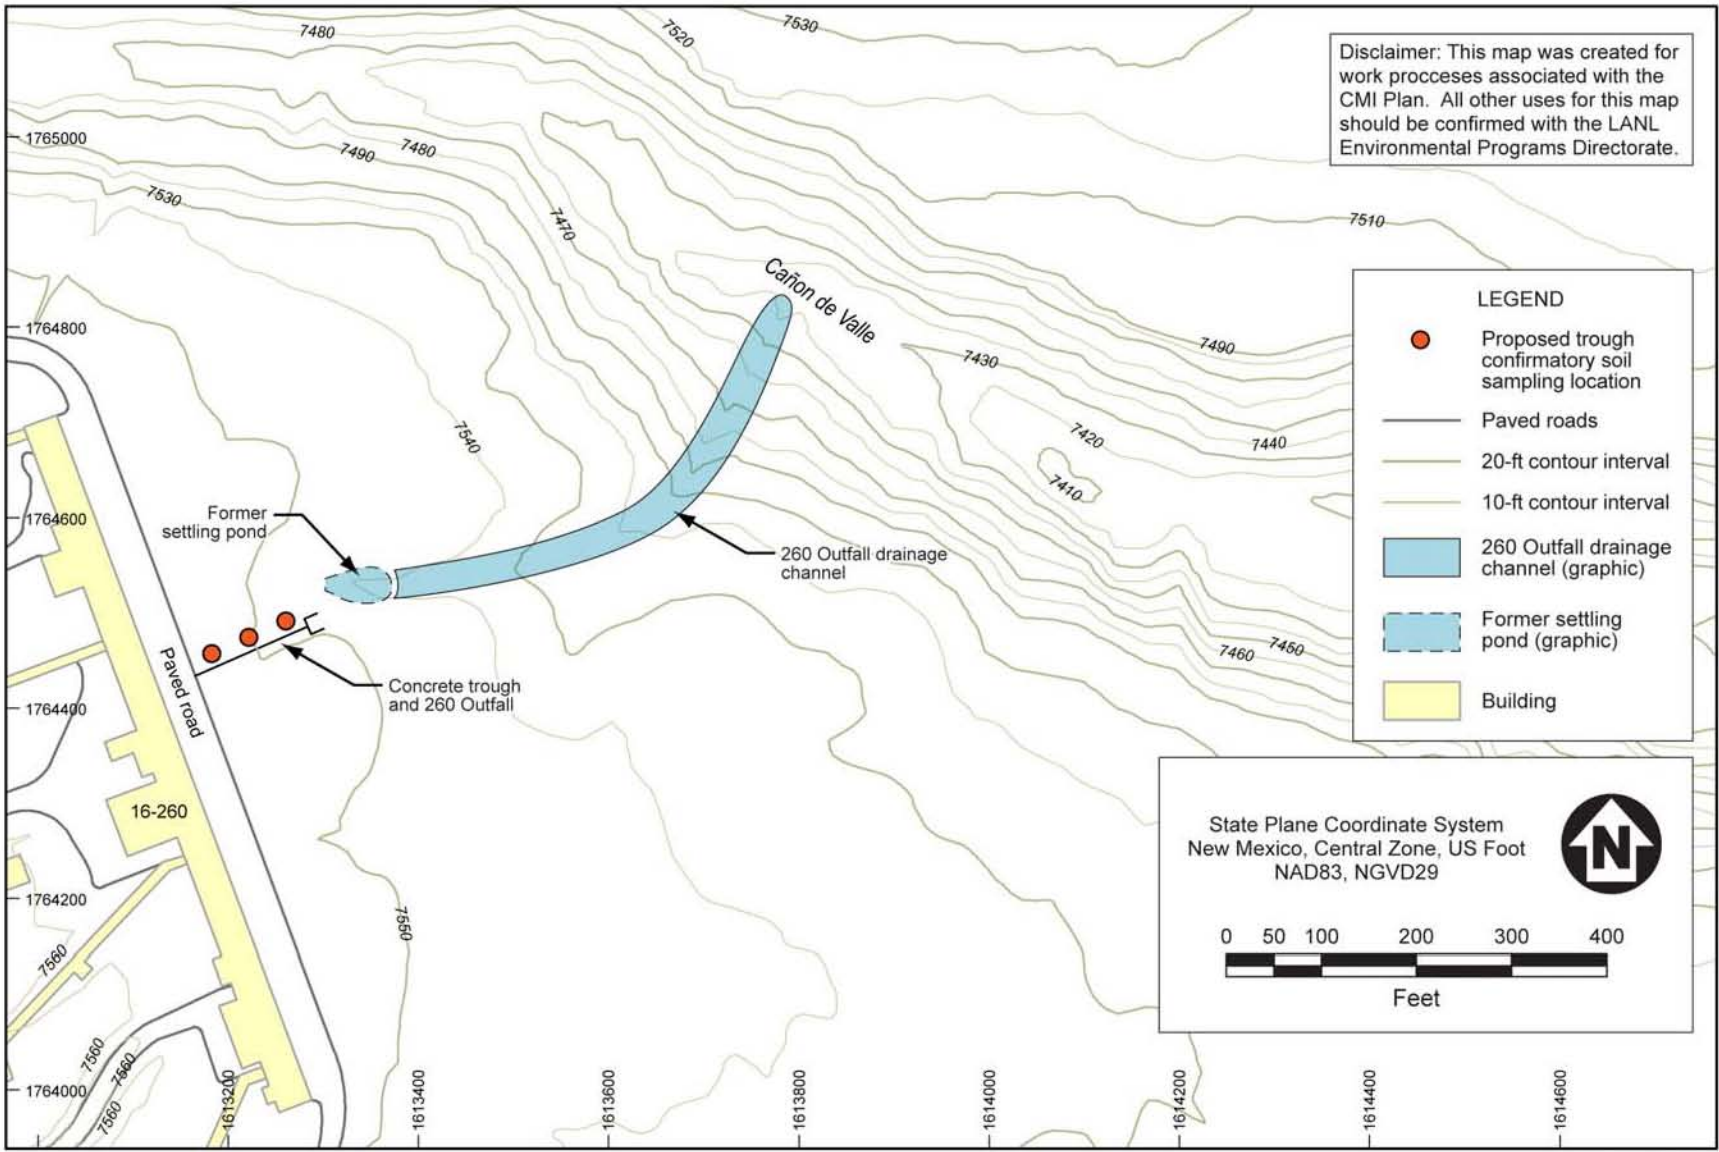 7480
7520
7530
Disclaimer: This map was created for
work procceses associated with the
CMI Plan. All other uses for this map
should be confirmed with the LANL
Environmental Programs Directorate.
1765000
7490
7480
7530
7470
7510
Cañon de Valle
1764800
7490
7430
7540
7420
7440
7410
LEGEND
Proposed trough
confirmatory soil
sampling location
Paved roads
20-ft contour interval
10-ft contour interval
260 Outfall drainage
channel (graphic)
Former settling
pond (graphic)
Building
Former
settling pond
1764600
260 Outfall drainage
channel
7450
7460
Paved road
Concrete trough
and 260 Outfall
1764400
16-260
State Plane Coordinate System
New Mexico, Central Zone, US Foot
NAD83, NGVD29
N
0 50 100 200 300 400
Feet
1764200
7550
7560
7560
7560
7560
1764000
1613200
1613400
1613600
1613800
1614000
1614200
1614400
1614600